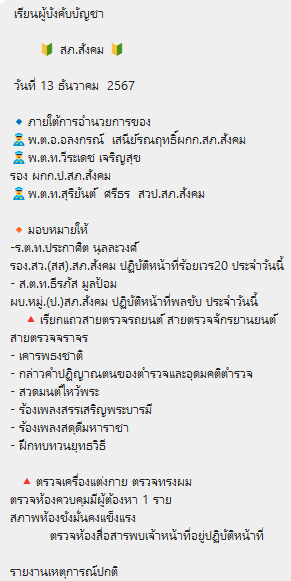 เรียนผู้บังคับบัญชา
🔰 สภ.สังคม 🔰
วันที่ 13 ธันวาคม 2567
🔹ภายใต้การอำนวยการของ
👮พ.ต.อ.อลงกรณ์ เสนีย์รณฤทธิ์ผกก.สภ.สังคม
👮พ.ต.ท.วีระเดช เจริญสุข
รอง ผกก.ป.สภ.สังคม
👮พ.ต.ท.สุริยันต์ ศรีธร สวป.สภ.สังคม
🔸มอบหมายให้
-ร.ต.ท.ประกาศิต นุลละวงศ์
รอง.สว.(สส).สภ.สังคม ปฏิบัติหน้าที่ร้อยเวร20 ประจำวันนี้
- ส.ต.ท.ธีรภัส มูลป้อม
ผบ.หมู่.(ป.)สภ.สังคม ปฏิบัติหน้าที่พลขับ ประจำวันนี้
🔺เรียกแถวสายตรวจรถยนต์ สายตรวจจักรยานยนต์
สายตรวจจราจร
- เคารพธงชาติ
- กล่าวคำปฏิญาณตนของตำรวจและอุดมคติตำรวจ
- สวดมนต์ไหว้พระ
- ร้องเพลงสรรเสริญพระบารมี
- ร้องเพลงสดุดีมหาราชา
- ฝึกทบทวนยุทธวิธี
🔺ตรวจเครื่องแต่งกาย ตรวจทรงผม
ตรวจห้องควบคุมมีผู้ต้องหา 1 ราย
สภาพห้องขังมั่นคงแข็งแรง
ตรวจห้องสื่อสารพบเจ้าหน้าที่อยู่ปฏิบัติหน้าที่
รายงานเหตุการณ์ปกติ